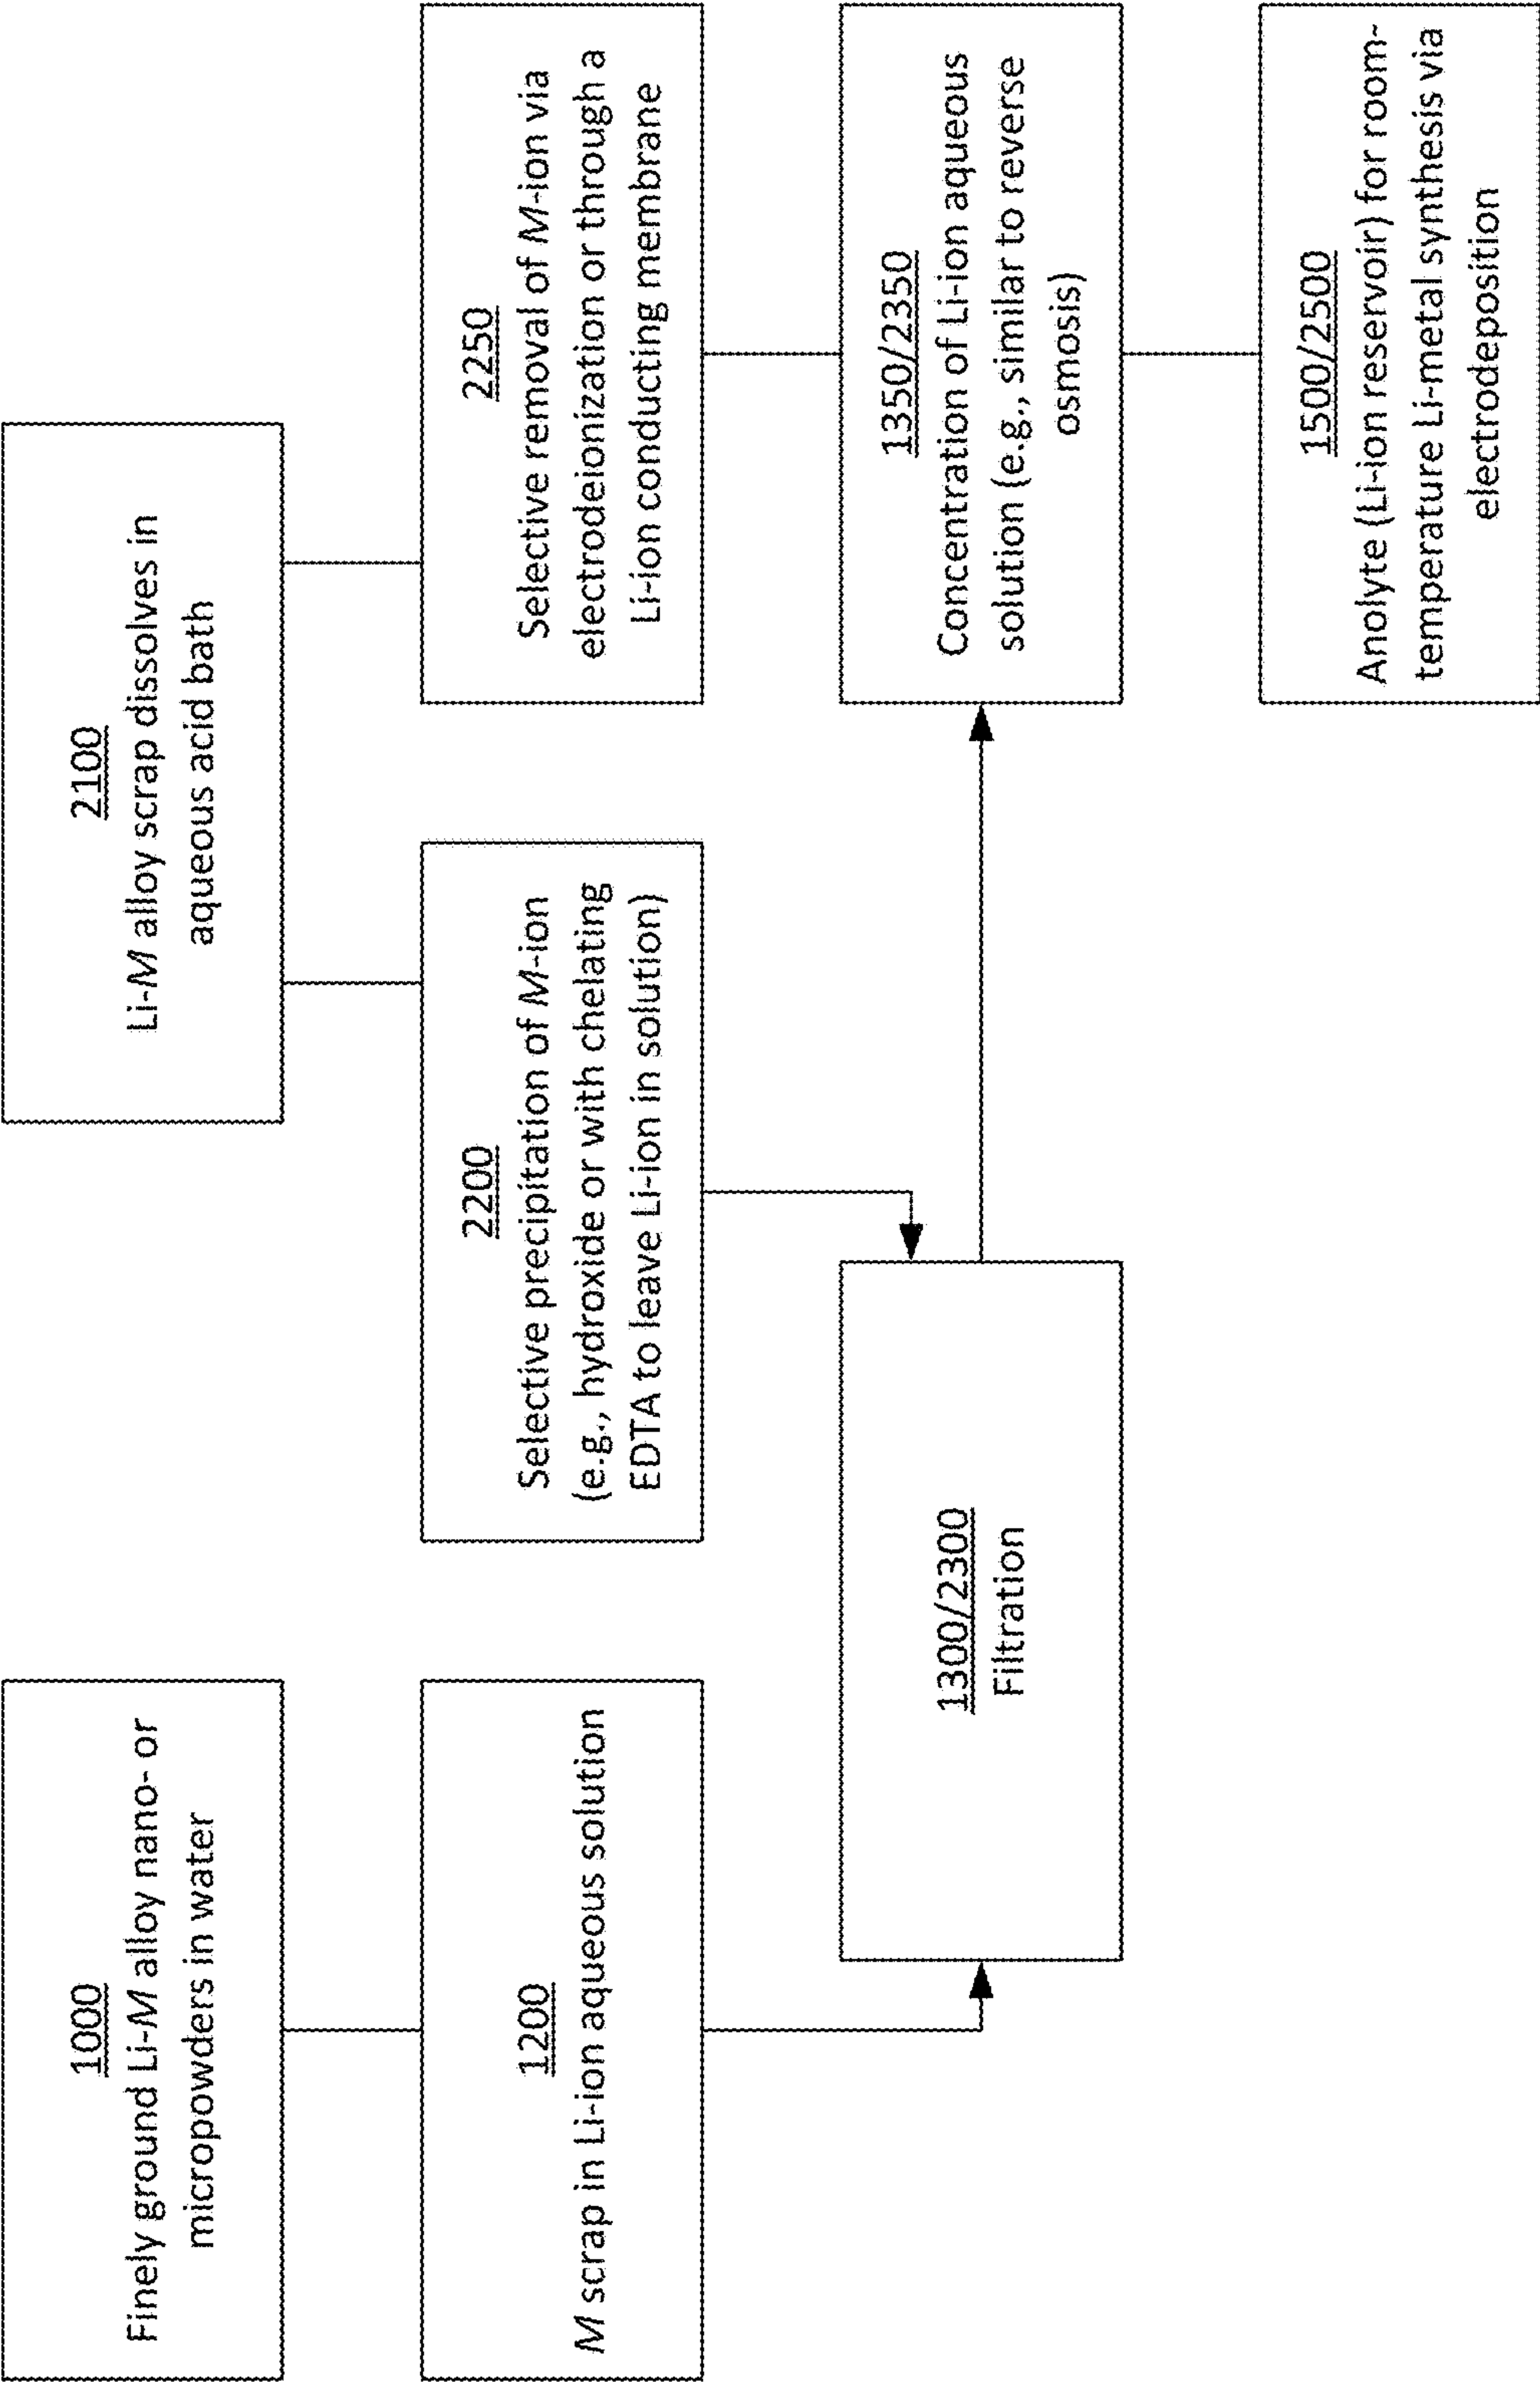 1000
Finely ground Li-M alloy nano- or
micropowders in water
2100
Li-M alloy scrap dissolves in
aqueous acid bath
1200
M scrap in Li-ion aqueous solution
2200
Selective precipitation of M-ion
(e.g., hydroxide or with chelating
EDTA to leave Li-ion in solution)
2250
Selective removal of M-ion via
electrodeionization or through a
Li-ion conducting membrane
1300/2300
Filtration
1350/2350
Concentration of Li-ion aqueous
solution (e.g., similar to reverse
osmosis)
1500/2500
Anolyte (Li-ion reservoir) for room-
temperature Li-metal synthesis via
electrodeposition